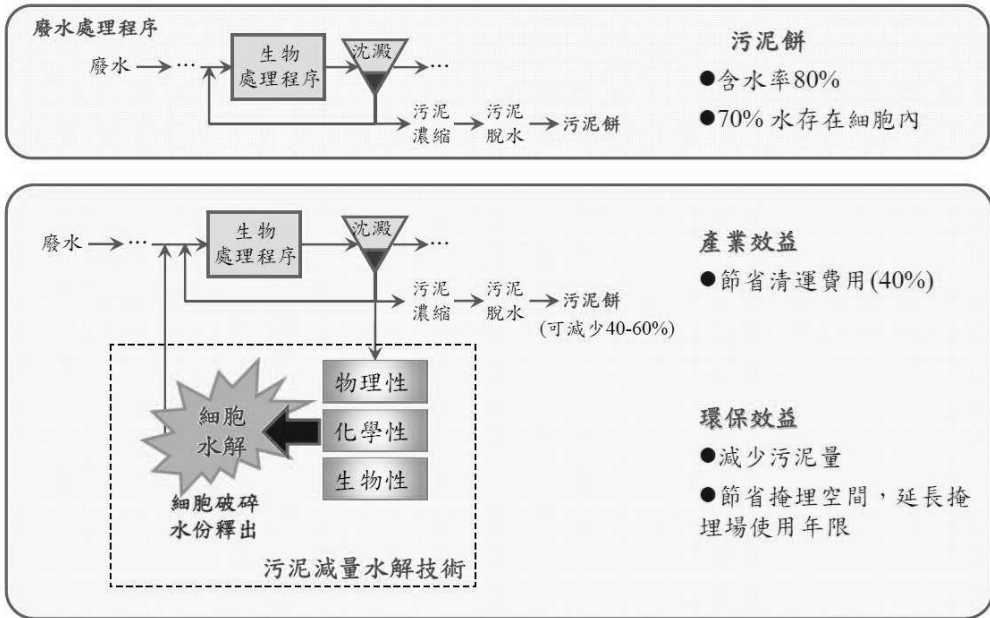 廢水處理程序
廢水
…
生物
處理程序
沈澱
…
污泥
濃縮
污泥
脫水
污泥餅
污泥餅
●含水率80%
●70% 水存在細胞內
廢水
…
生物
處理程序
沈澱
…
污泥
濃縮
污泥
脫水
污泥餅
(可減少40-60%)
物理性
化學性
生物性
細胞
水解
細胞破碎
水份釋出
污泥減量水解技術
產業效益
●節省清運費用(40%)
環保效益
●減少污泥量
●節省掩埋空間，延長掩
埋場使用年限